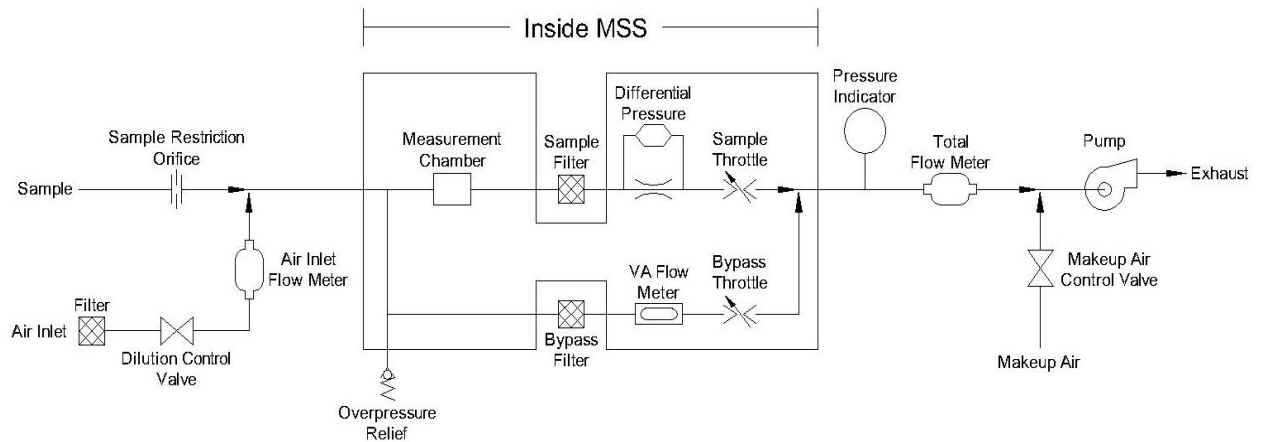 Inside MSS
Pressure
Indicator
Differential
Pressure
Sample Restriction
Orifice
Measurement
Chamber
Sample
Filter
Sample
Throttle
Total
Flow Meter
Pump
Sample
Exhaust
Air Inlet
Flow Meter
VA Flow
Meter
Bypass
Throttle
Makeup Air
Control Valve
Filter
Air Inlet
Dilution Control
Valve
Bypass
Filter
Makeup Air
Overpressure
Relief